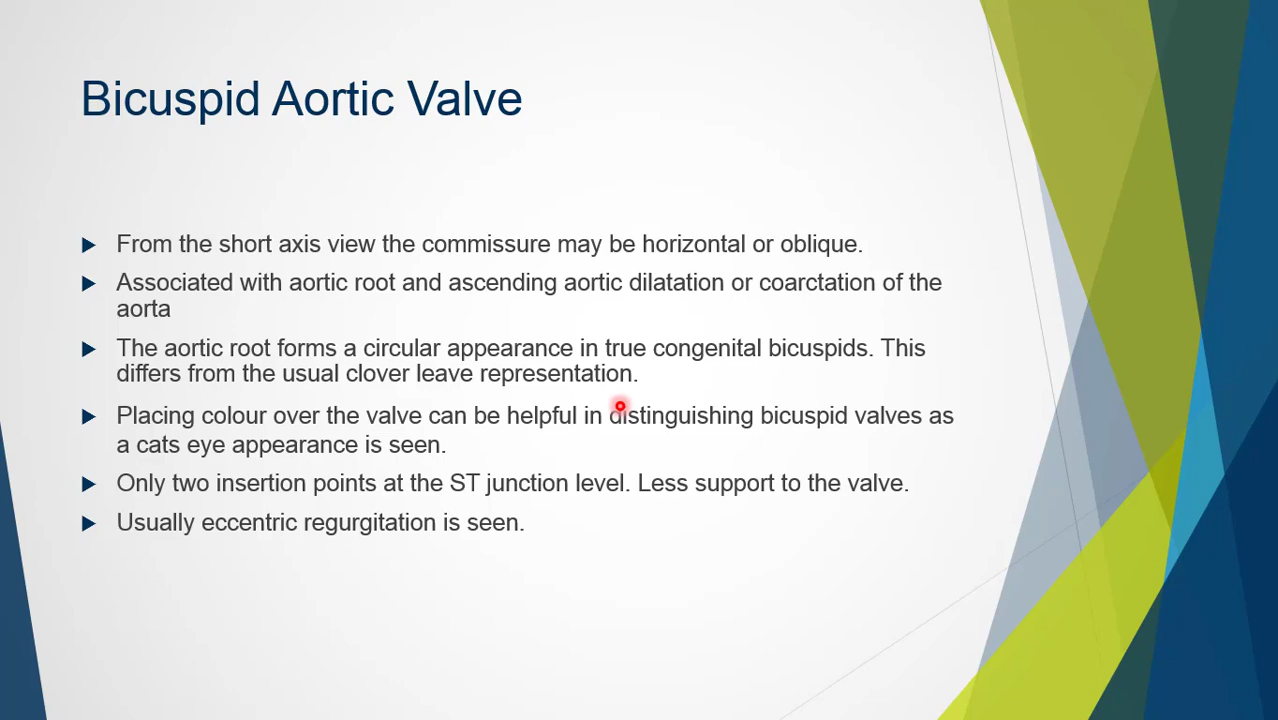 Bicuspid Aortic Valve
From the short axis view the commissure may be horizontal or oblique.
Associated with aortic root and ascending aortic dilatation or coarctation of the
aorta
The aortic root forms a circular appearance in true congenital bicuspids. This
differs from the usual clover leave representation.
Placing colour over the valve can be helpful in distinguishing bicuspid valves as
a cats eye appearance is seen.
Only two insertion points at the ST junction level. Less support to the valve.
Usually eccentric regurgitation is seen.